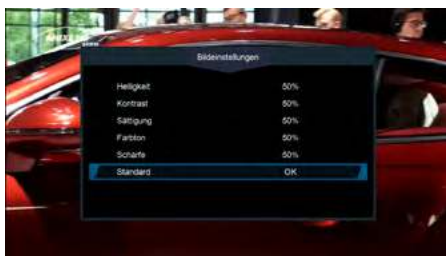 Bildeinstellungen
Helligkeit 50%
Kontrast 50%
Sättigung 50%
Farbton 50%
Schärfe 50%
Standard OK